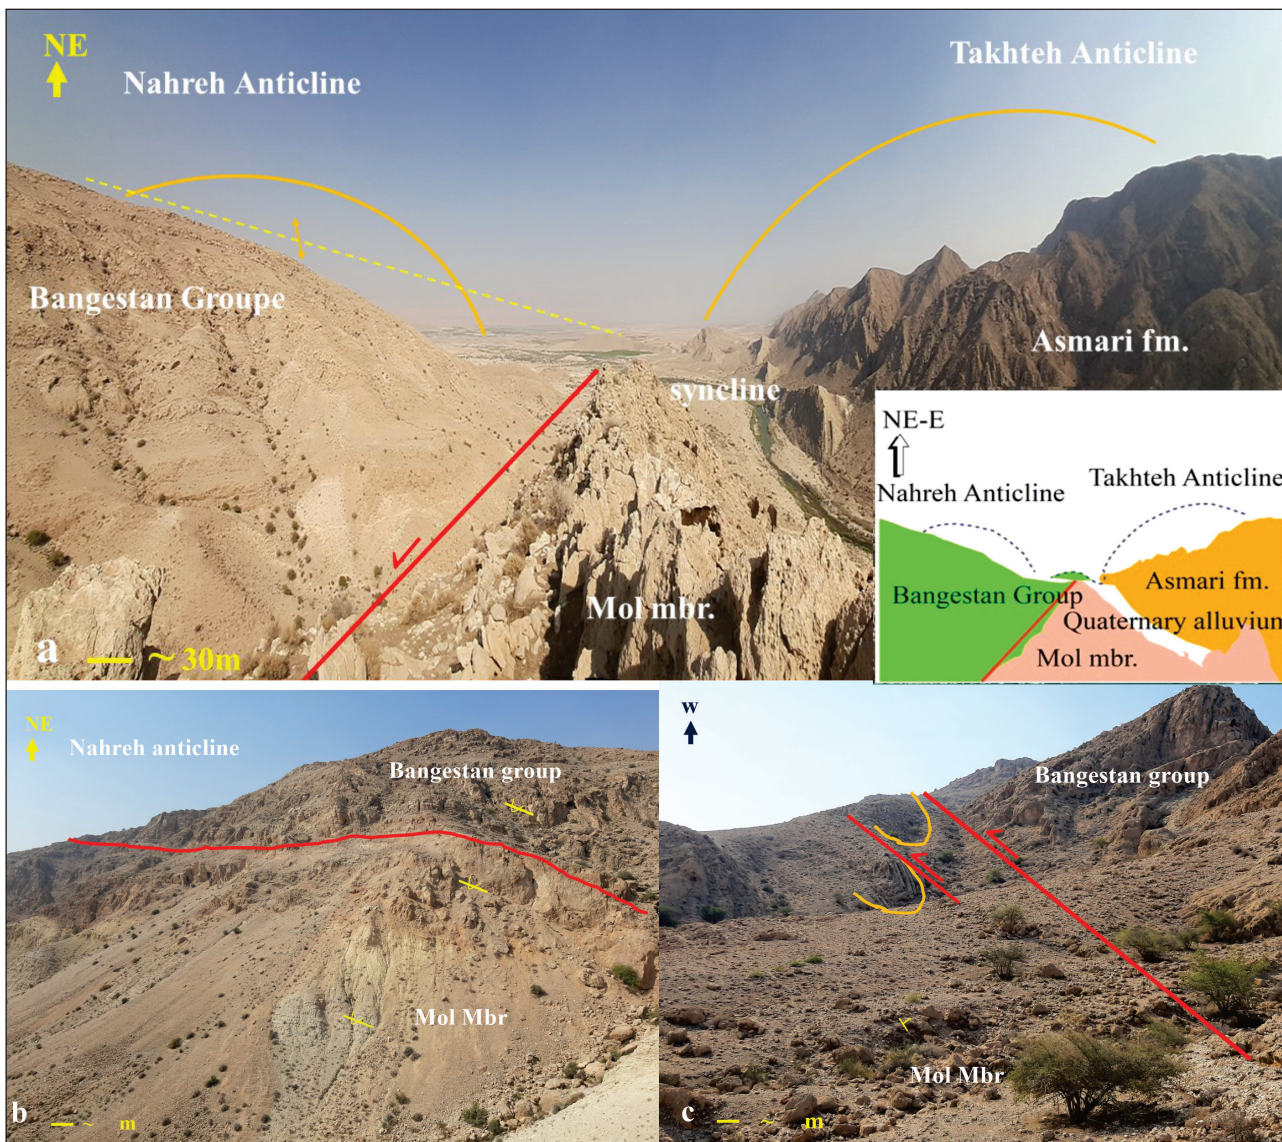 NE
Nahreh Anticline
Takhteh Anticline
Bangestan Groupe
Asmari fm.
syncline
Mol mbr.
a
~ 30m
NE-E
Nahreh Anticline
Takhteh Anticline
Bangestan Group
Asmari fm.
Quaternary alluvium
Mol mbr.
NE
Nahreh anticline
Bangestan group
Mol Mbr
b
~ m
W
Bangestan group
Mol Mbr
c
~ m